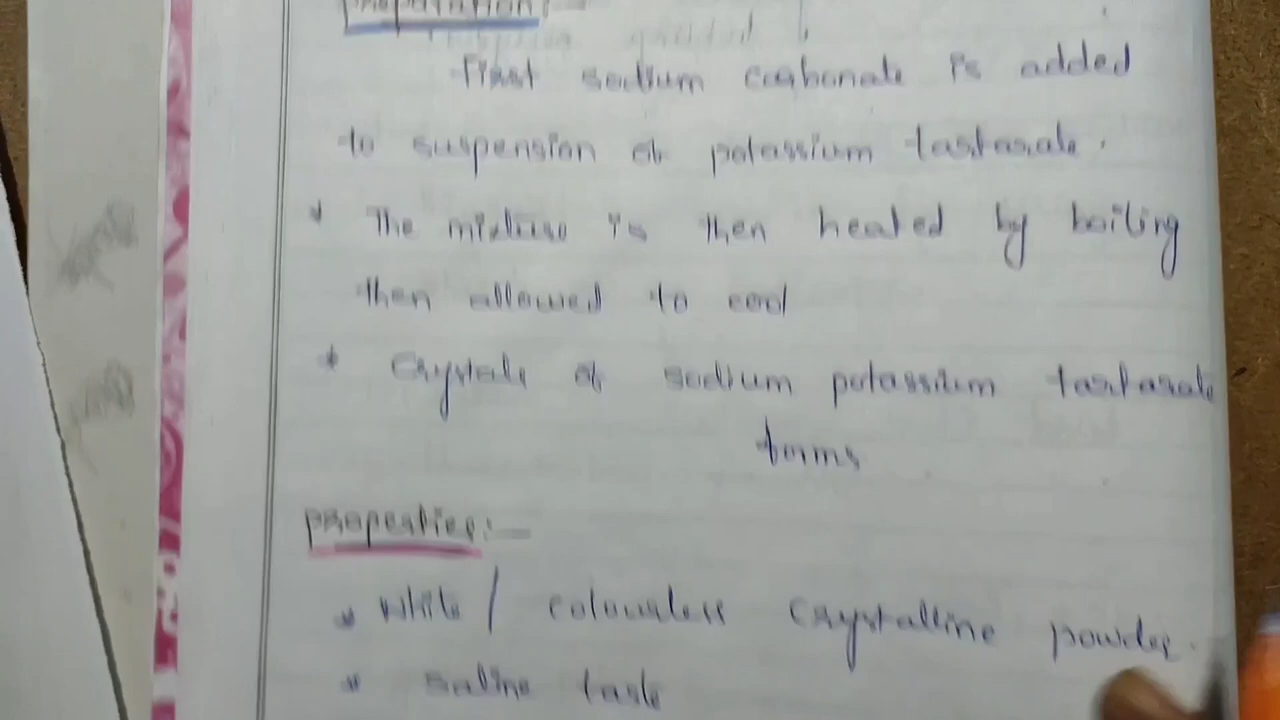 Preparation:-
First sodium carbonate is added
to suspension of potassium tartarate.
* The mixture is then heated by boiling
then allowed to cool
* Crystals of sodium potassium tartarate
forms
Properties:-
* White / colourless crystalline powder.
* saline taste